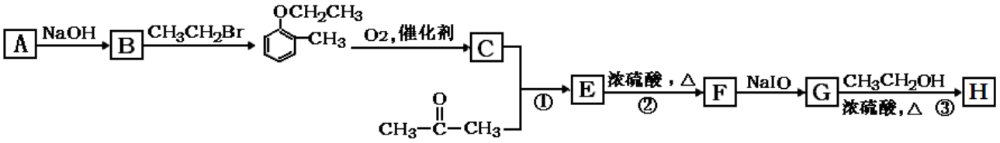 A NaOH B CH₃CH₂Br OCH₂CH₃ CH₃ O₂,催化剂 C
O
CH₃—C—CH₃
① E 浓硫酸,△ ② F NaIO G CH₃CH₂OH 浓硫酸,△ ③ H